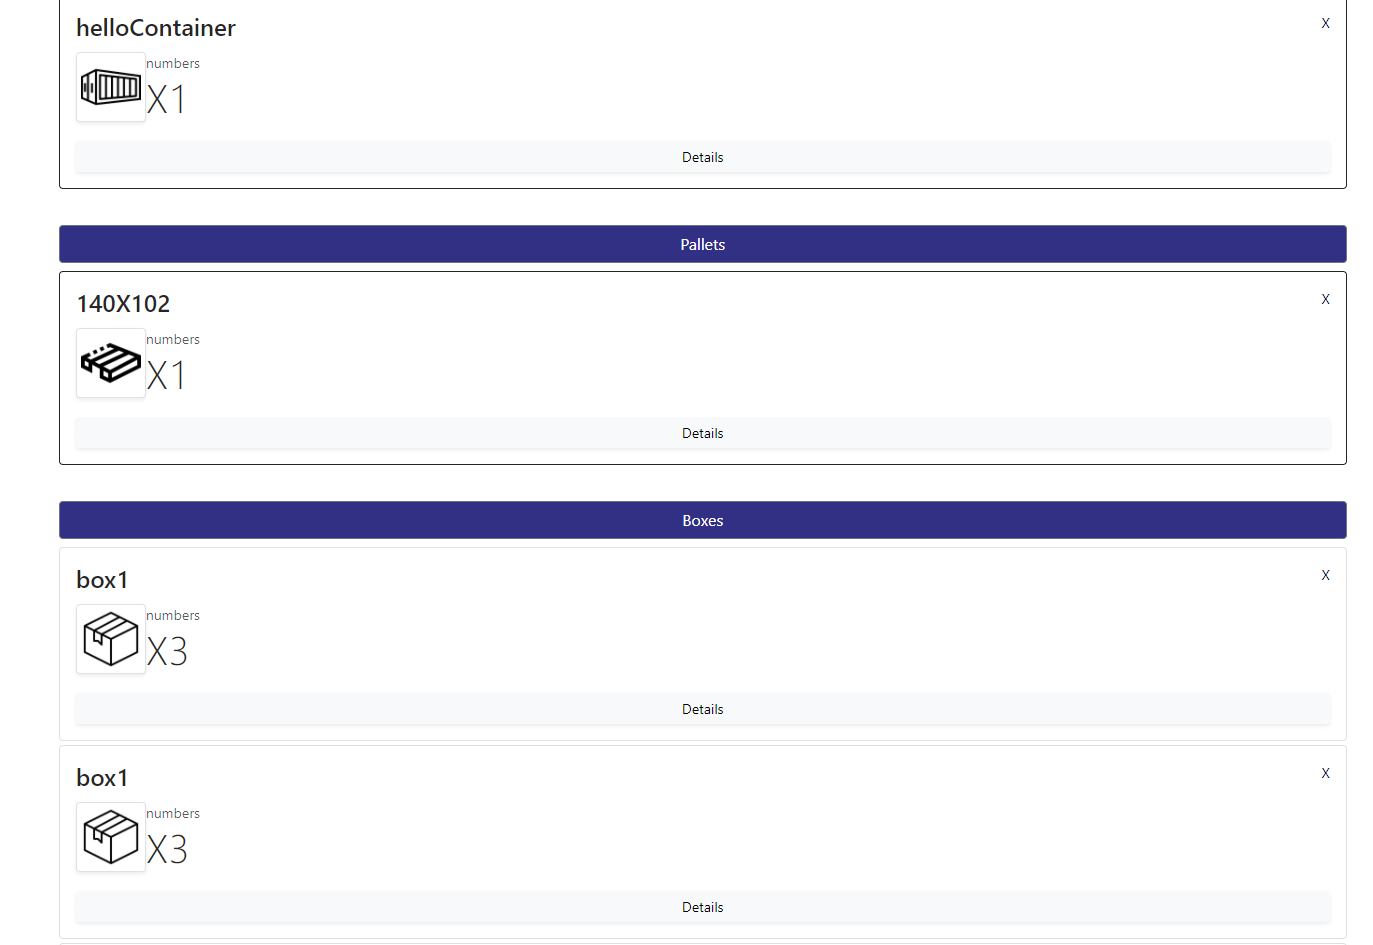 helloContainer
X
numbers
X1
Details
Pallets
140X102
X
numbers
X1
Details
Boxes
box1
X
numbers
X3
Details
box1
X
numbers
X3
Details